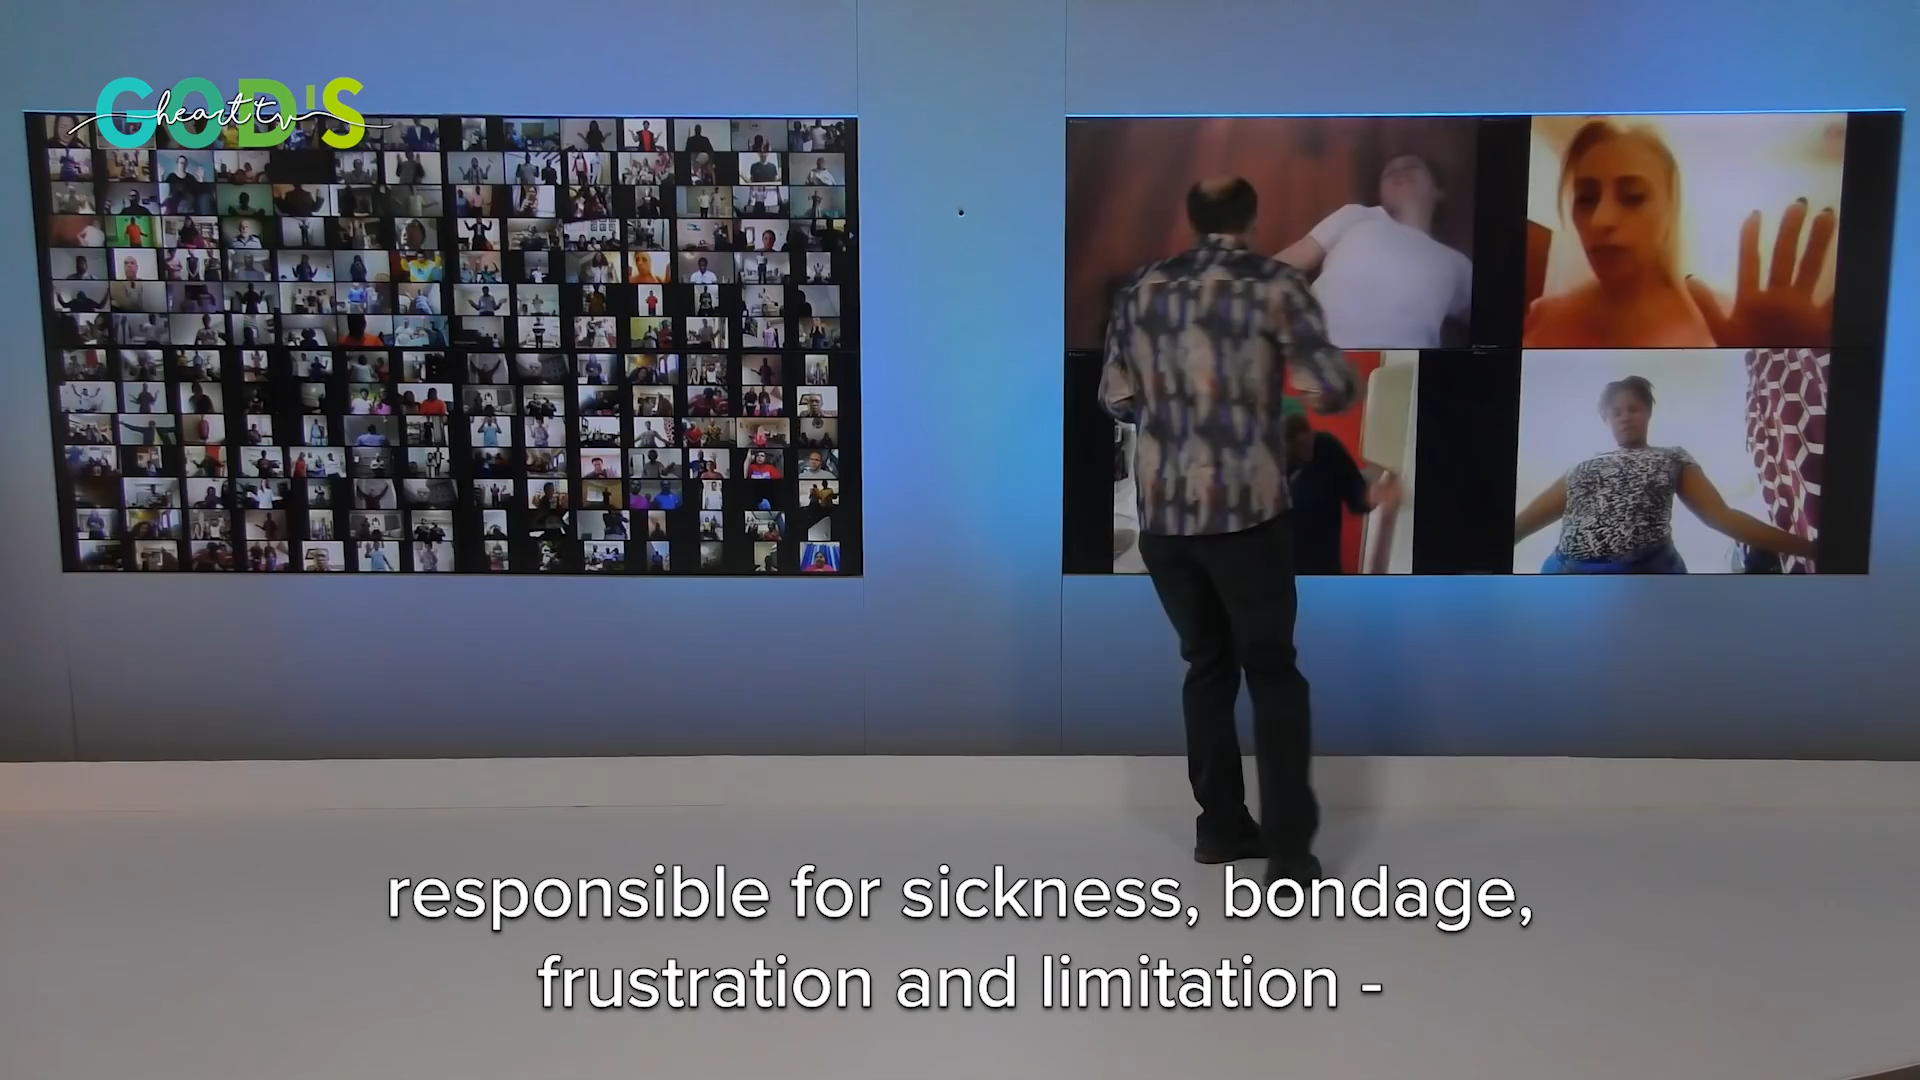 GOD'S
heart tv
responsible for sickness, bondage,
frustration and limitation -